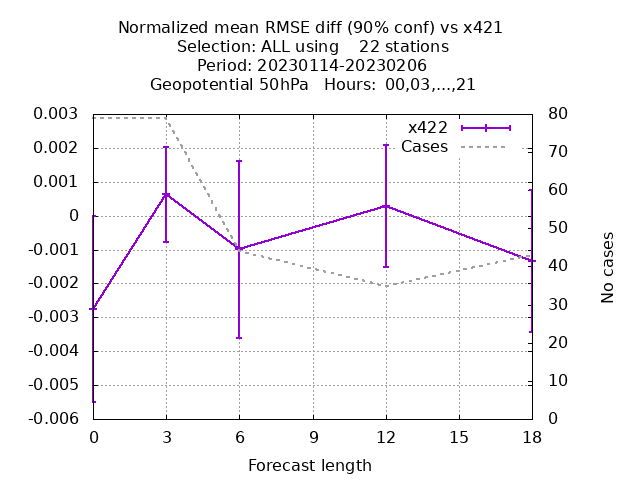 Normalized mean RMSE diff (90% conf) vs x421
Selection: ALL using    22 stations
Period: 20230114-20230206
Geopotential 50hPa   Hours:  00,03,...,21
x422
Cases
0.003
0.002
0.001
0
-0.001
-0.002
-0.003
-0.004
-0.005
-0.006
80
70
60
50
40
30
20
10
0
No cases
0 3 6 9 12 15 18
Forecast length